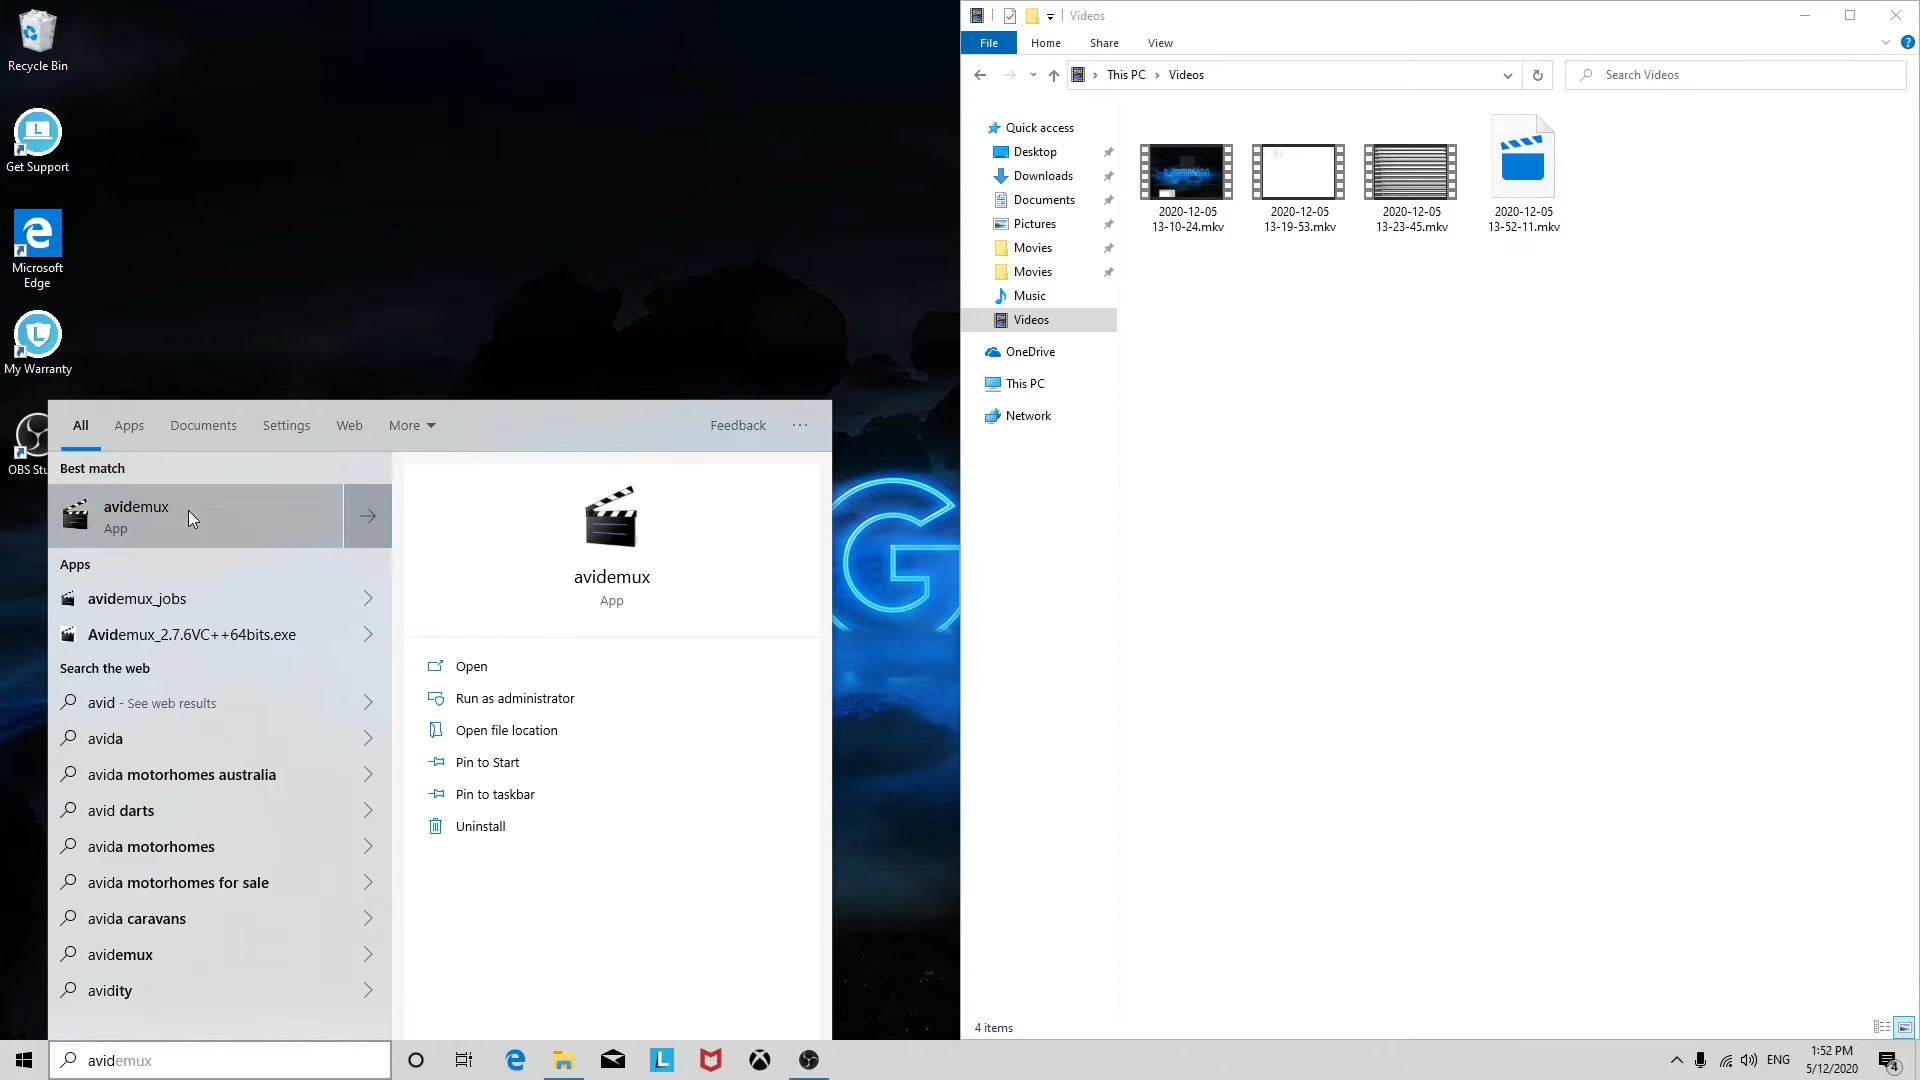 Recycle Bin
Get Support
Microsoft
Edge
My Warranty
OBS Stu
Videos
File
Home
Share
View
This PC
Videos
Search Videos
Quick access
Desktop
Downloads
Documents
Pictures
Movies
Movies
Music
Videos
OneDrive
This PC
Network
2020-12-05
13-10-24.mkv
2020-12-05
13-19-53.mkv
2020-12-05
13-23-45.mkv
2020-12-05
13-52-11.mkv
4 items
All
Apps
Documents
Settings
Web
More
Feedback
Best match
avidemux
App
Apps
avidemux_jobs
Avidemux_2.7.6VC++64bits.exe
Search the web
avid - See web results
avida
avida motorhomes australia
avid darts
avida motorhomes
avida motorhomes for sale
avida caravans
avidemux
avidity
avidemux
App
Open
Run as administrator
Open file location
Pin to Start
Pin to taskbar
Uninstall
G
avidemux
L
ENG
1:52 PM
5/12/2020
4